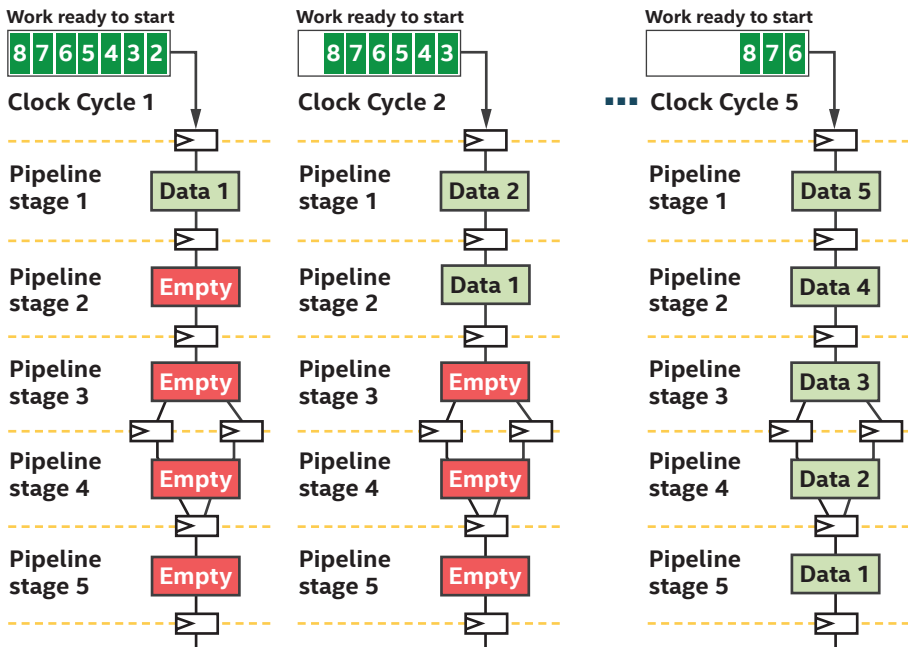 Work ready to start
8 7 6 5 4 3 2
Clock Cycle 1
Pipeline
stage 1
Data 1
Pipeline
stage 2
Empty
Pipeline
stage 3
Empty
Pipeline
stage 4
Empty
Pipeline
stage 5
Empty
Work ready to start
8 7 6 5 4 3
Clock Cycle 2
Pipeline
stage 1
Data 2
Pipeline
stage 2
Data 1
Pipeline
stage 3
Empty
Pipeline
stage 4
Empty
Pipeline
stage 5
Empty
Work ready to start
8 7 6
... Clock Cycle 5
Pipeline
stage 1
Data 5
Pipeline
stage 2
Data 4
Pipeline
stage 3
Data 3
Pipeline
stage 4
Data 2
Pipeline
stage 5
Data 1